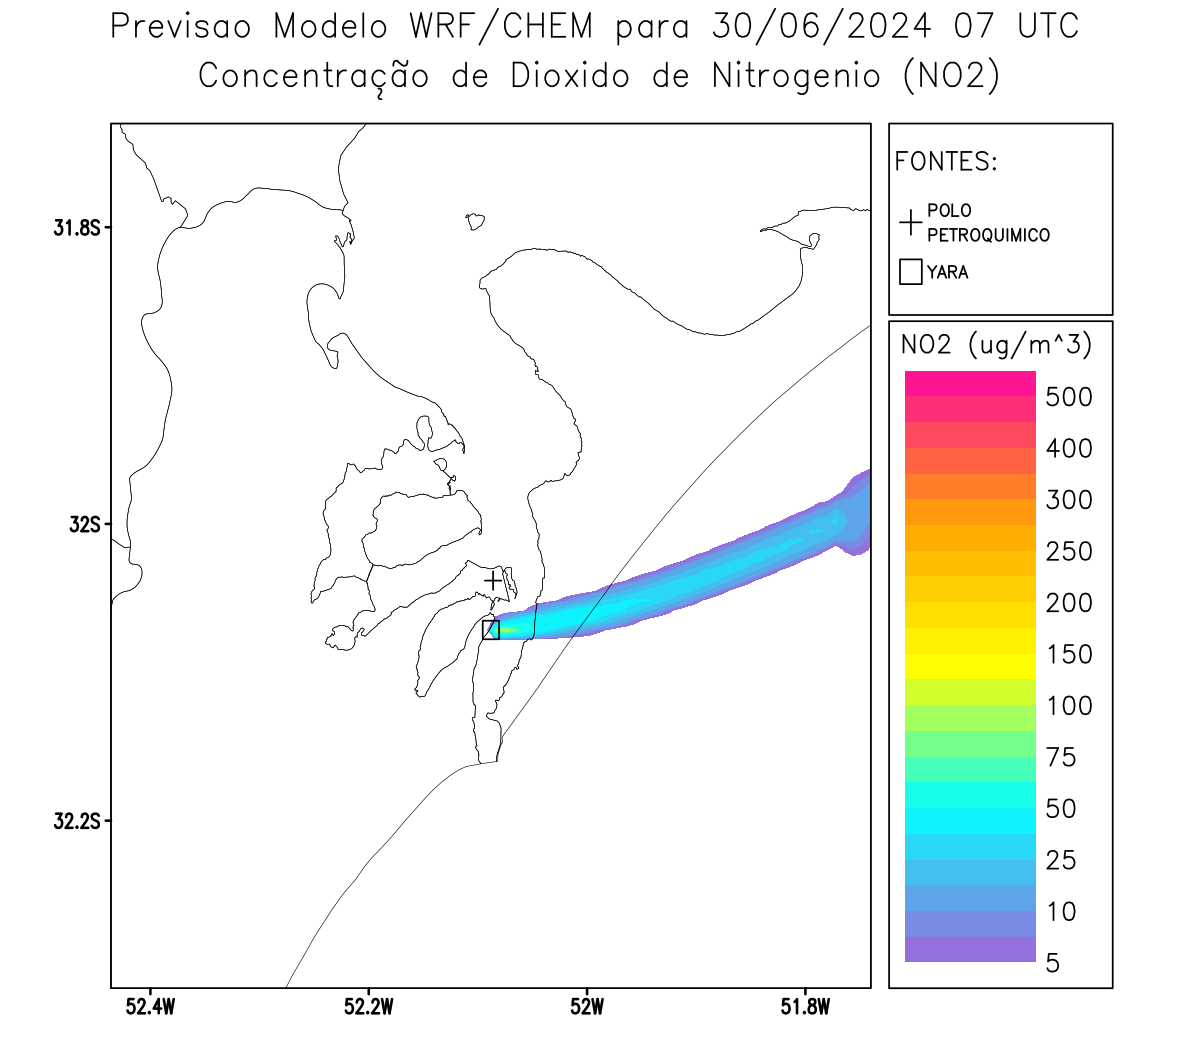 Previsao Modelo WRF/CHEM para 30/06/2024 07 UTC
Concentração de Dioxido de Nitrogenio (NO2)
FONTES:
POLO
PETROQUIMICO
YARA
NO2 (ug/m^3)
500
400
300
250
200
150
100
75
50
25
10
5
31.8S
32S
32.2S
52.4W
52.2W
52W
51.8W